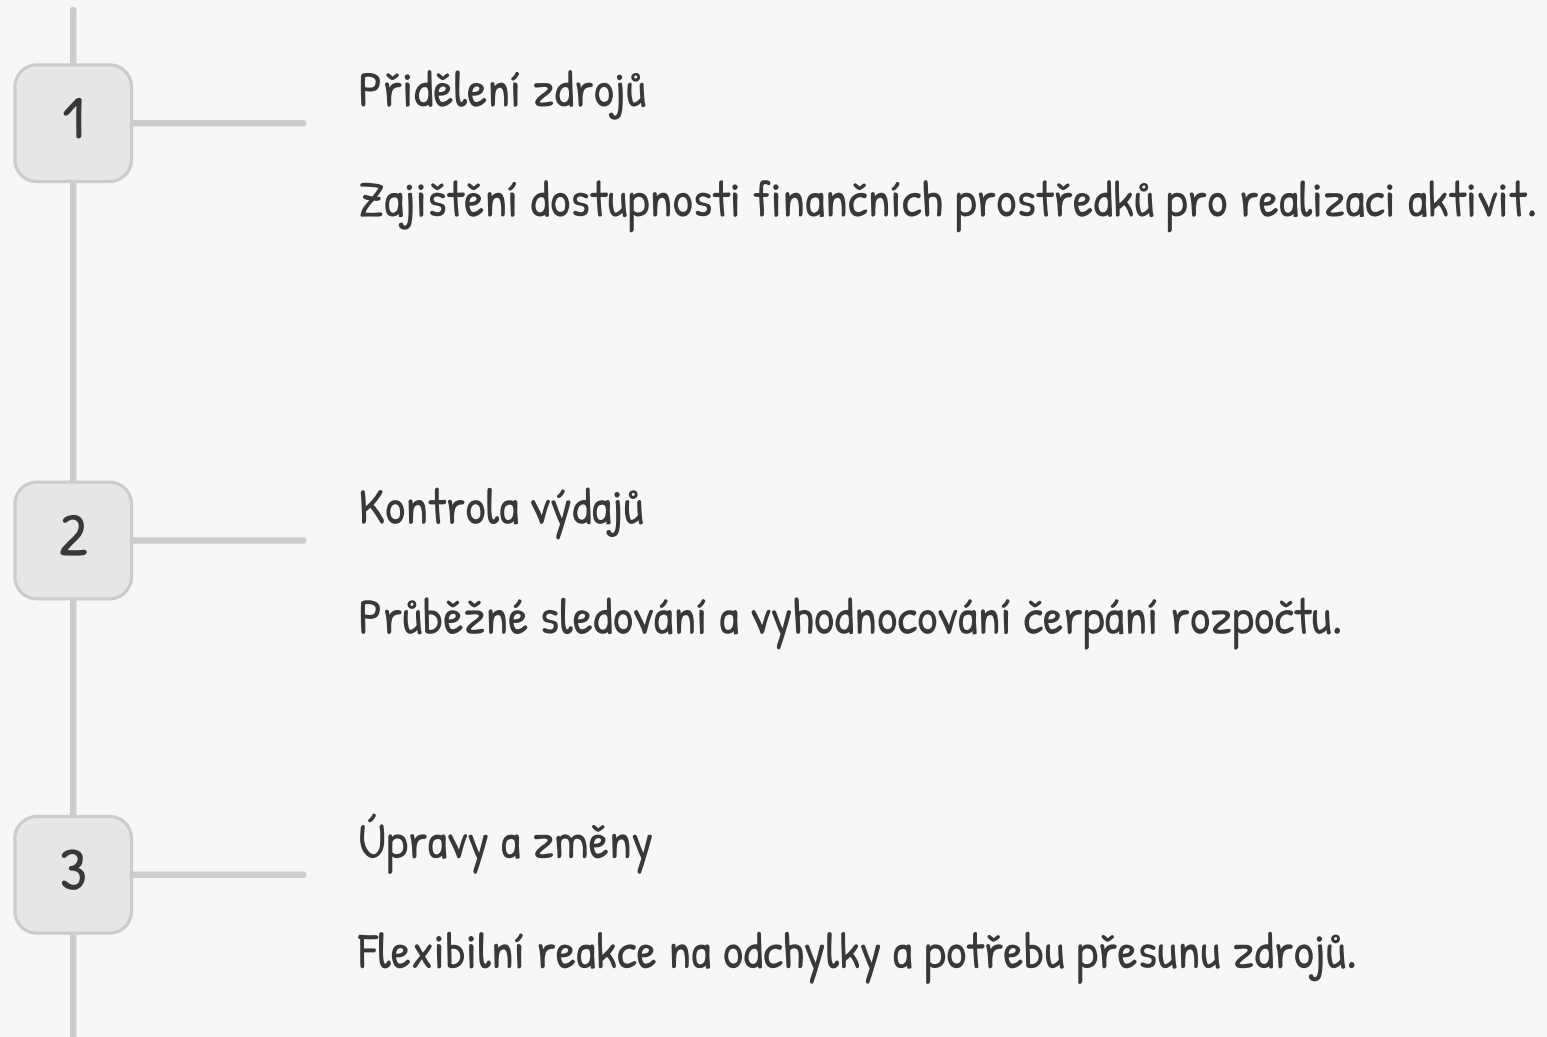 1
Přidělení zdrojů
Zajištění dostupnosti finančních prostředků pro realizaci aktivit.
2
Kontrola výdajů
Průběžné sledování a vyhodnocování čerpání rozpočtu.
3
Úpravy a změny
Flexibilní reakce na odchylky a potřebu přesunu zdrojů.